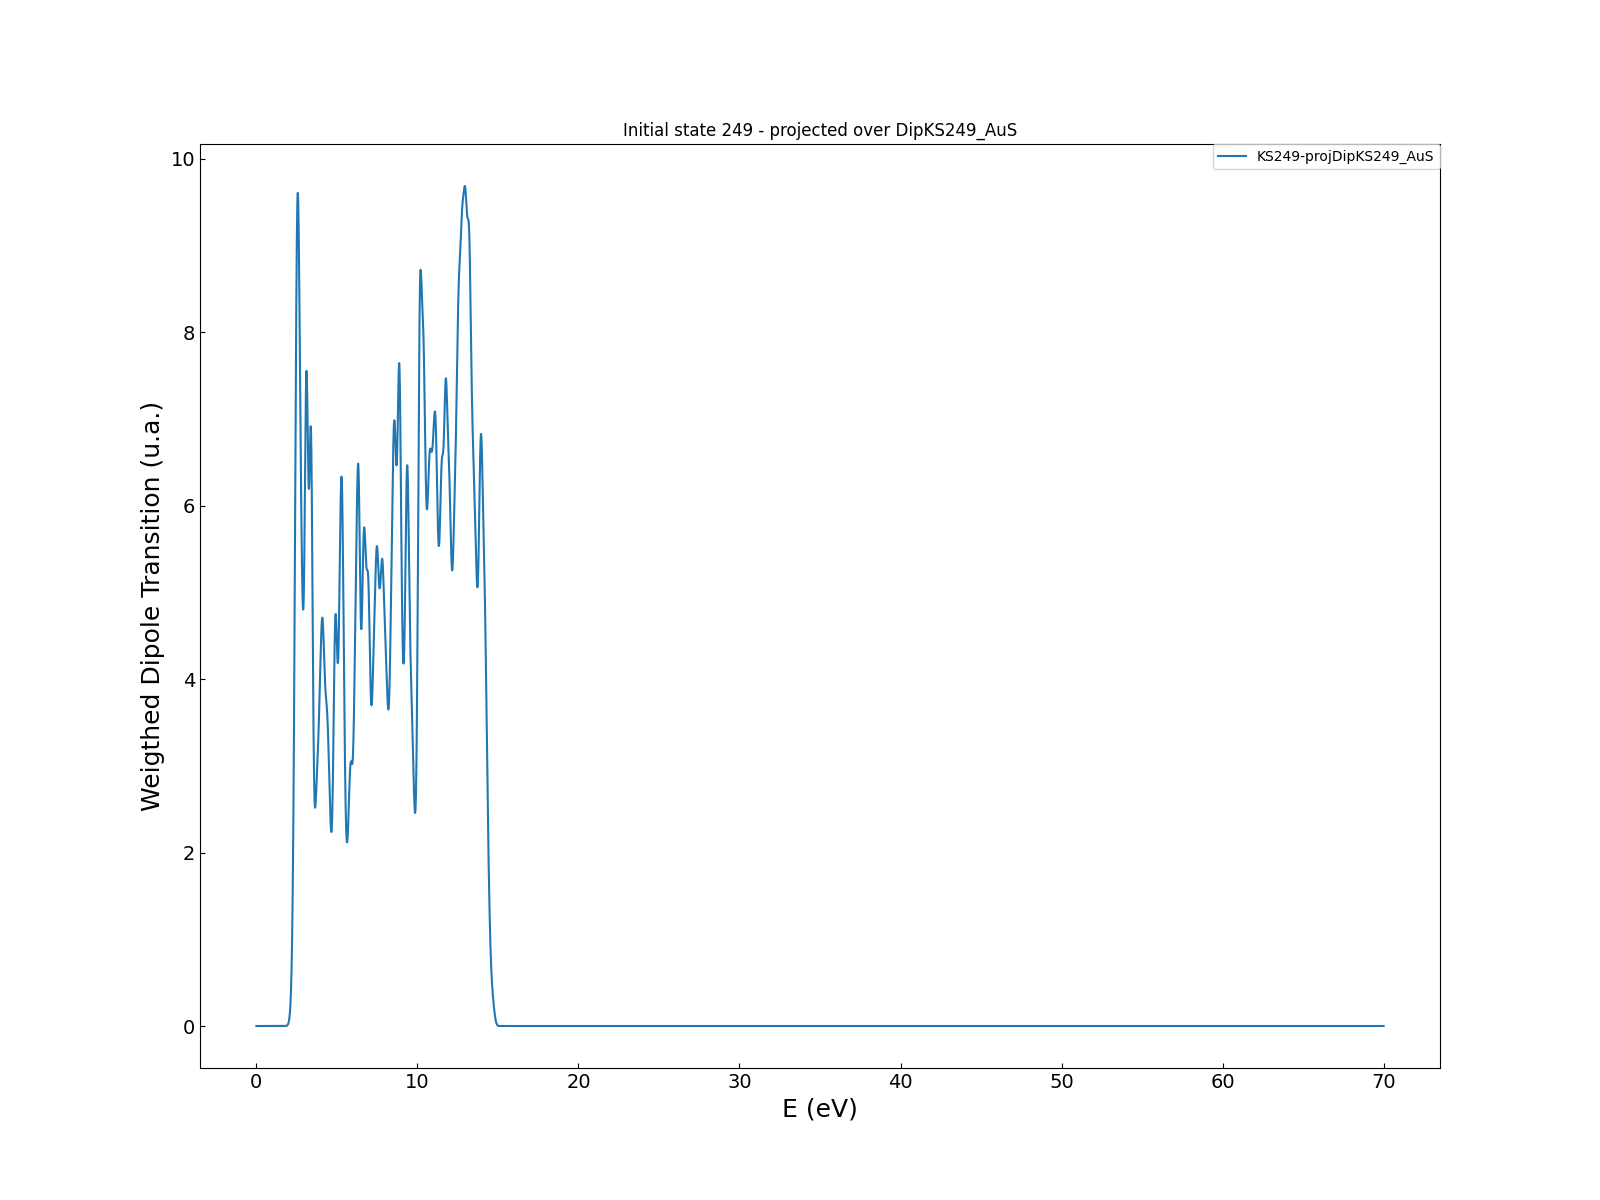 Initial state 249 - projected over DipKS249_AuS
KS249-projDipKS249_AuS
Weigthed Dipole Transition (u.a.)
10
8
6
4
2
0
0 10 20 30 40 50 60 70
E (eV)